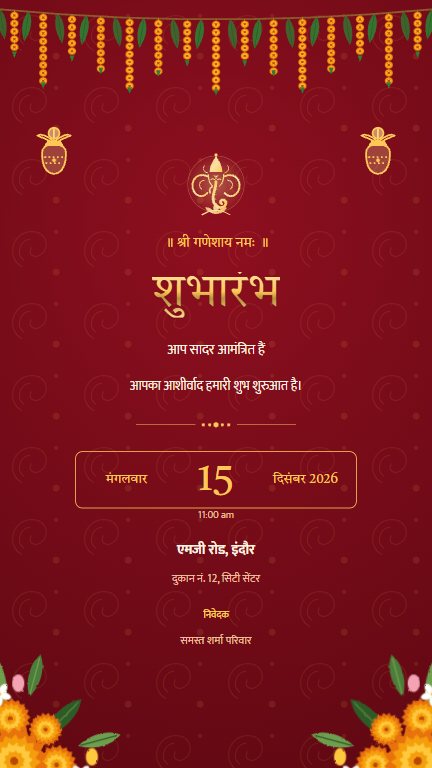 ॥ श्री गणेशाय नमः ॥
शुभारंभ
आप सादर आमंत्रित हैं
आपका आशीर्वाद हमारी शुभ शुरुआत है।
मंगलवार 15 दिसंबर 2026
11:00 am
एमजी रोड, इंदौर
दुकान नं. 12, सिटी सेंटर
निवेदक
समस्त शर्मा परिवार